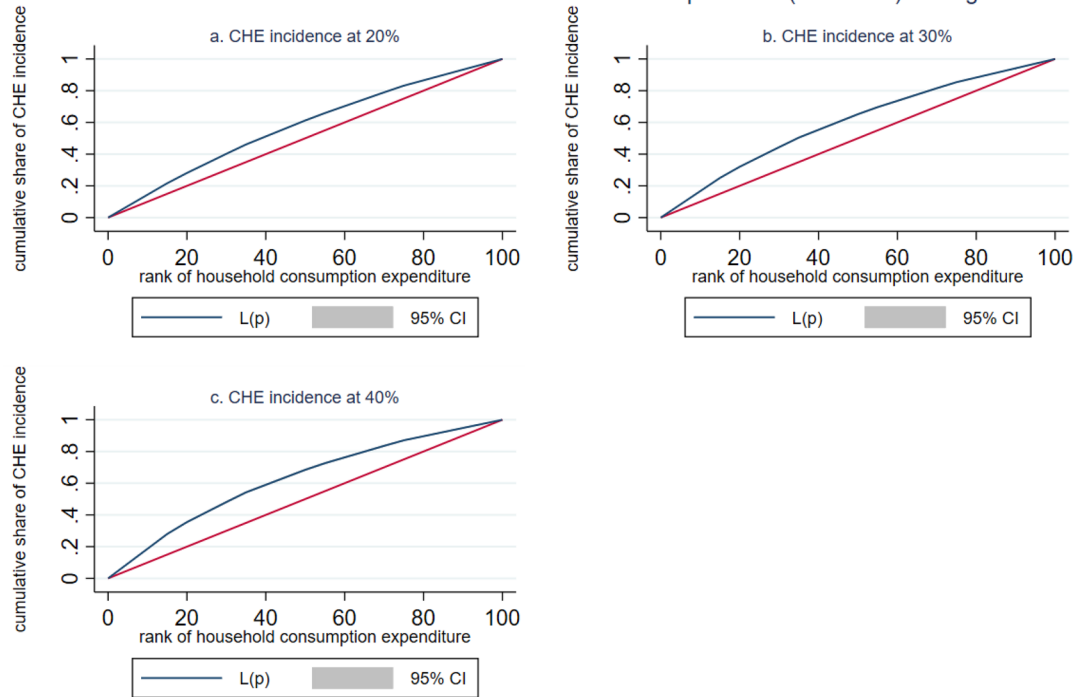 a. CHE incidence at 20%
cumulative share of CHE incidence
1
.8
.6
.4
.2
0
0 20 40 60 80 100
rank of household consumption expenditure
L(p) 95% CI
b. CHE incidence at 30%
cumulative share of CHE incidence
1
.8
.6
.4
.2
0
0 20 40 60 80 100
rank of household consumption expenditure
L(p) 95% CI
c. CHE incidence at 40%
cumulative share of CHE incidence
1
.8
.6
.4
.2
0
0 20 40 60 80 100
rank of household consumption expenditure
L(p) 95% CI